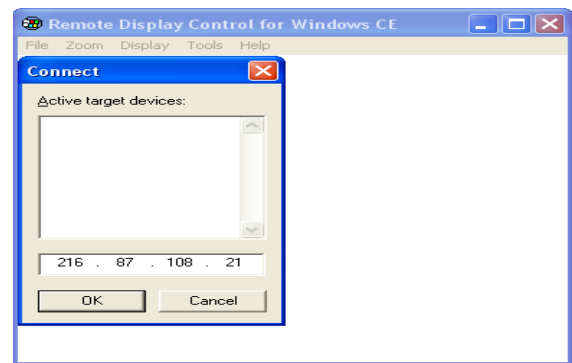 Remote Display Control for Windows CE
File Zoom Display Tools Help
Connect
Active target devices:
216 . 87 . 108 . 21
OK Cancel